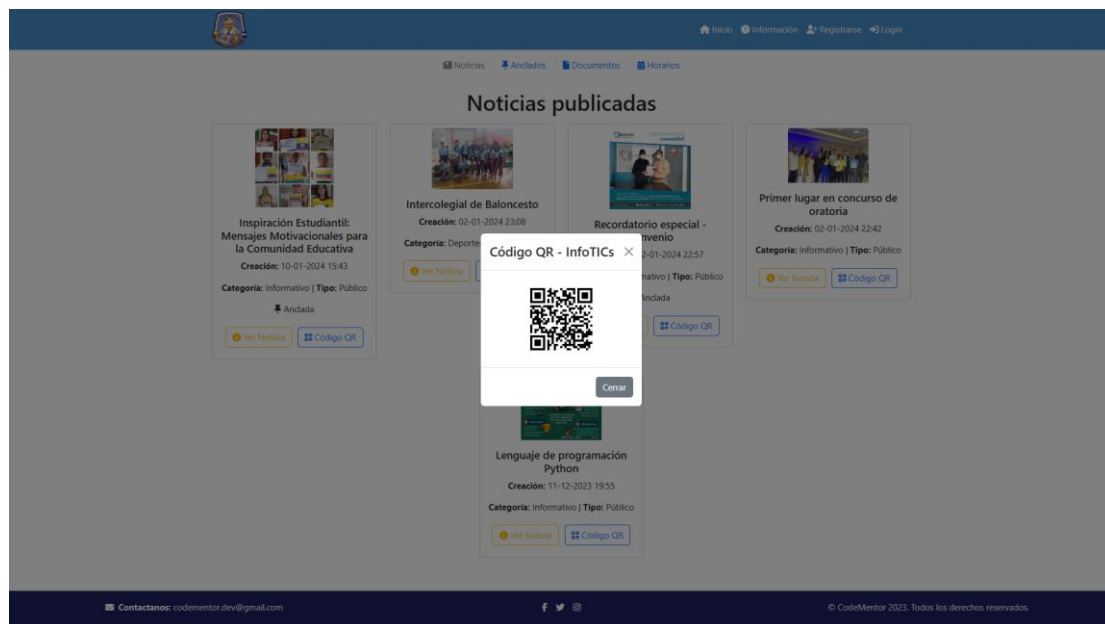 Inicio Información Registrarse Login
Noticias Anclados Documentos Horarios
Noticias publicadas
Inspiración Estudiantil:
Mensajes Motivacionales para
la Comunidad Educativa
Creación: 10-01-2024 15:43
Categoria: Informativo | Tipo: Público
Anclada
Ver Noticia Código QR
Intercolegial de Baloncesto
Creación: 02-01-2024 23:08
Categoria: Deportes
Ver Noticia
Recordatorio especial -
nvenio
2-01-2024 22:57
mativo | Tipo: Público
Anclada
Código QR
Primer lugar en concurso de
oratoria
Creación: 02-01-2024 22:42
Categoria: Informativo | Tipo: Público
Ver Noticia Código QR
Código QR - InfoTICs
Cerrar
Lenguaje de programación
Python
Creación: 11-12-2023 19:55
Categoria: Informativo | Tipo: Público
Ver Noticia Código QR
Contactanos: codementor.dev@gmail.com
© CodeMentor 2023. Todos los derechos reservados.